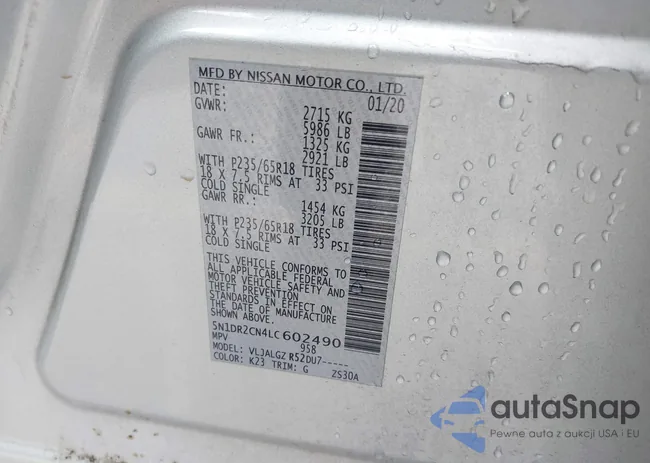 MFD BY NISSAN MOTOR CO., LTD.
DATE: 01/20
GVWR: 2715 KG
5986 LB
GAWR FR.: 1325 KG
2921 LB
WITH P235/65R18 TIRES
18 X 7.5 RIMS AT 33 PSI
COLD SINGLE
GAWR RR.: 1454 KG
3205 LB
WITH P235/65R18 TIRES
18 X 7.5 RIMS AT 33 PSI
COLD SINGLE
THIS VEHICLE CONFORMS TO
ALL APPLICABLE FEDERAL
MOTOR VEHICLE SAFETY AND
THEFT PREVENTION
STANDARDS IN EFFECT ON
THE DATE OF MANUFACTURE
SHOWN ABOVE.
5N1DR2CN4LC602490
MPV 958
MODEL: VLJALGZ R52DU7-----
COLOR: K23 TRIM: G ZS30A
autaSnap
Pewne auta z aukcji USA i EU